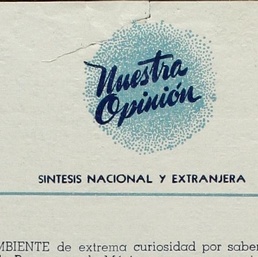 Nuestra
Opinión
SINTESIS NACIONAL Y EXTRANJERA
MBIENTE de extrema curiosidad por saber